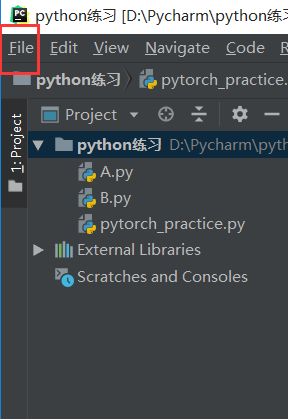 PC python练习 [D:\Pycharm\python练
File Edit View Navigate Code R
python练习 pytorch_practice.
1: Project
Project
python练习 D:\Pycharm\pyth
A.py
B.py
pytorch_practice.py
External Libraries
Scratches and Consoles